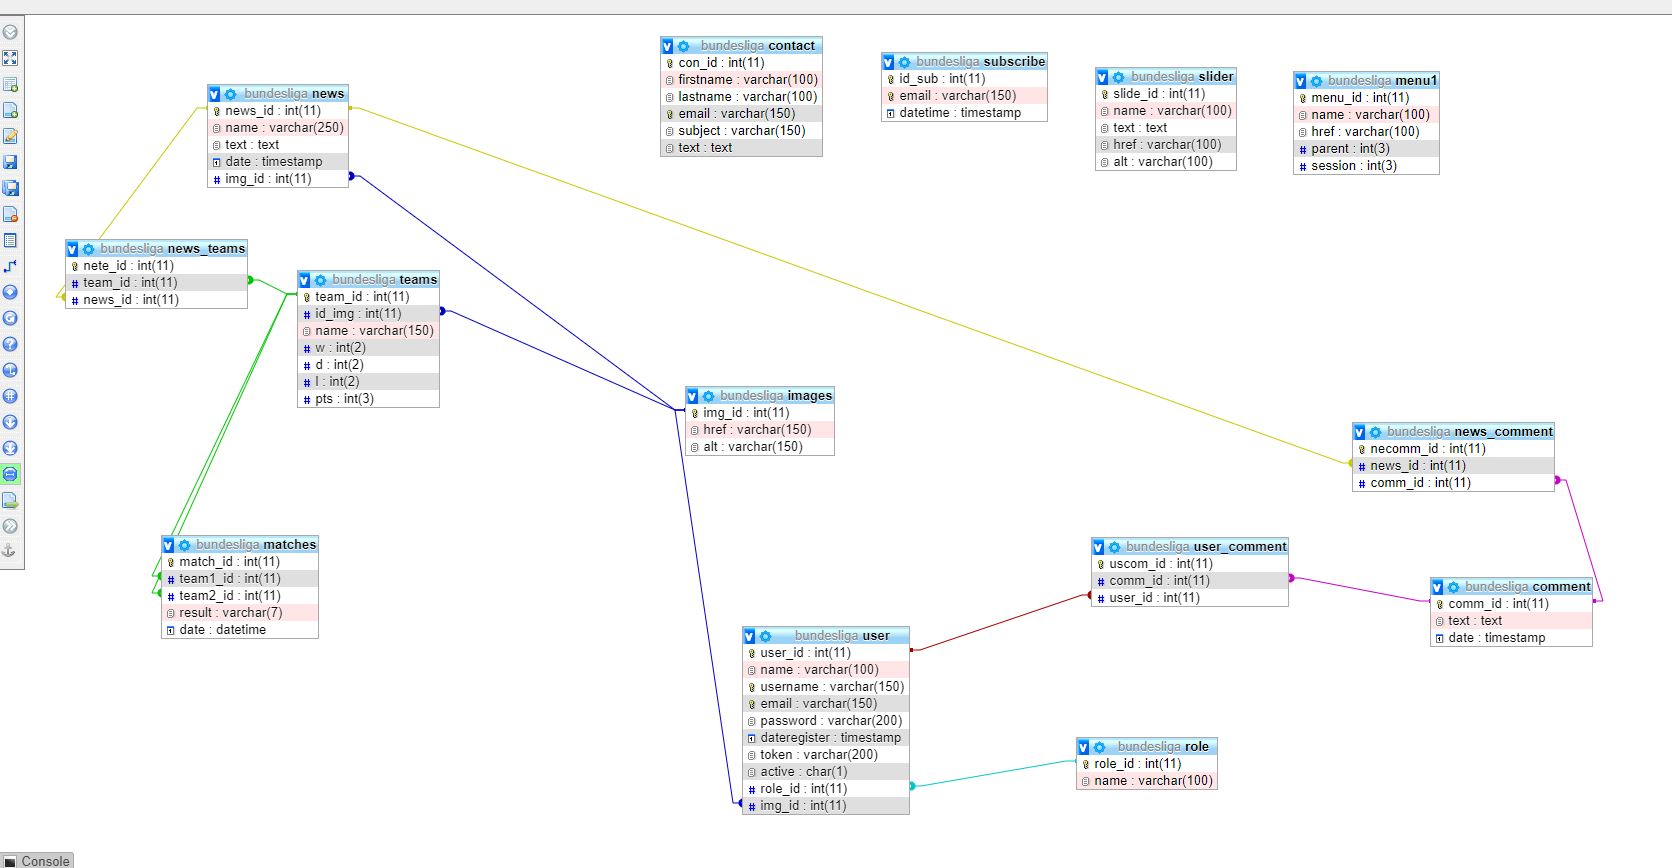 bundesliga contact
con_id : int(11)
firstname : varchar(100)
lastname : varchar(100)
email : varchar(150)
subject : varchar(150)
text : text
bundesliga subscribe
id_sub : int(11)
email : varchar(150)
datetime : timestamp
bundesliga slider
slide_id : int(11)
name : varchar(100)
text : text
href : varchar(100)
alt : varchar(100)
bundesliga menu1
menu_id : int(11)
name : varchar(100)
href : varchar(100)
parent : int(3)
session : int(3)
bundesliga news
news_id : int(11)
name : varchar(250)
text : text
date : timestamp
img_id : int(11)
bundesliga news_teams
nete_id : int(11)
team_id : int(11)
news_id : int(11)
bundesliga teams
team_id : int(11)
id_img : int(11)
name : varchar(150)
w : int(2)
d : int(2)
l : int(2)
pts : int(3)
bundesliga images
img_id : int(11)
href : varchar(150)
alt : varchar(150)
bundesliga news_comment
necomm_id : int(11)
news_id : int(11)
comm_id : int(11)
bundesliga matches
match_id : int(11)
team1_id : int(11)
team2_id : int(11)
result : varchar(7)
date : datetime
bundesliga user_comment
uscom_id : int(11)
comm_id : int(11)
user_id : int(11)
bundesliga comment
comm_id : int(11)
text : text
date : timestamp
bundesliga user
user_id : int(11)
name : varchar(100)
username : varchar(150)
email : varchar(150)
password : varchar(200)
dateregister : timestamp
token : varchar(200)
active : char(1)
role_id : int(11)
img_id : int(11)
bundesliga role
role_id : int(11)
name : varchar(100)
Console